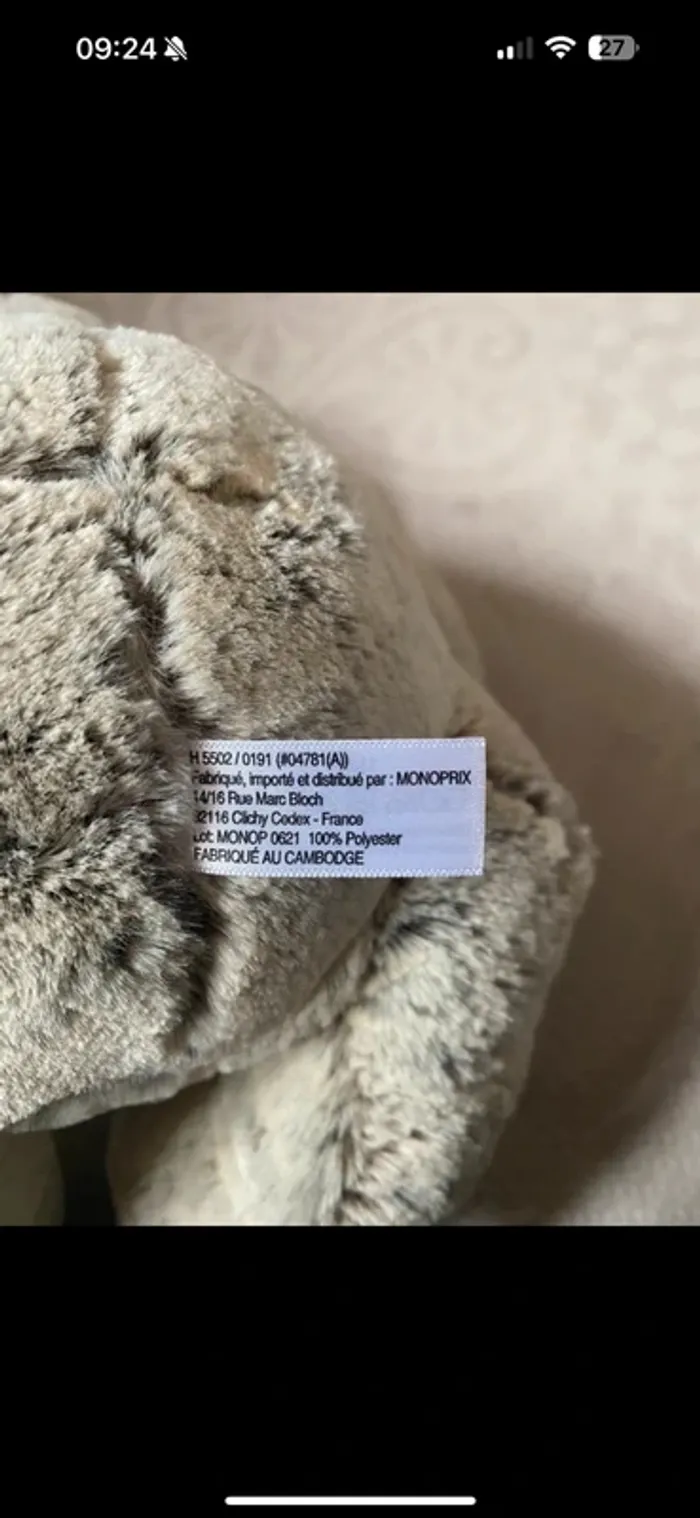 09:24
27
H 5502 / 0191 (#04781(A))
Fabriqué, importé et distribué par : MONOPRIX
14/16 Rue Marc Bloch
92116 Clichy Cedex - France
Lot: MONOP 0621 100% Polyester
FABRIQUÉ AU CAMBODGE